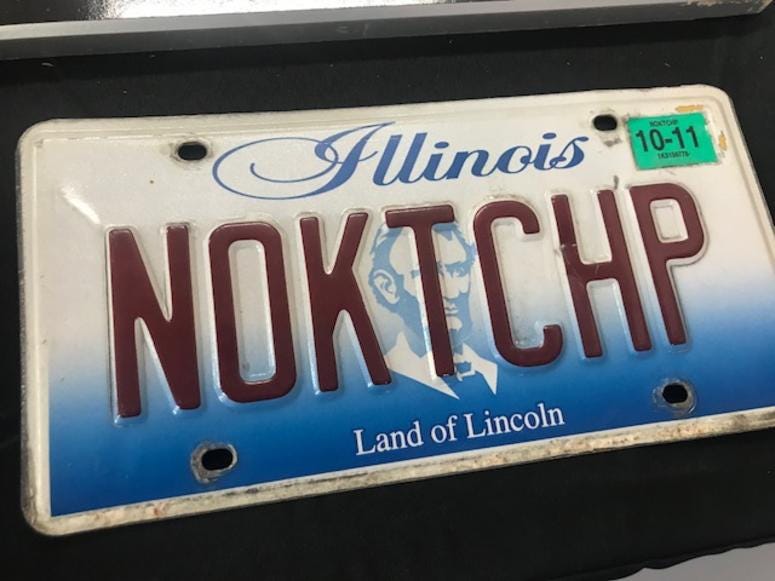 Illinois
NOKTCHP
10-11
NOKTCHP
Land of Lincoln